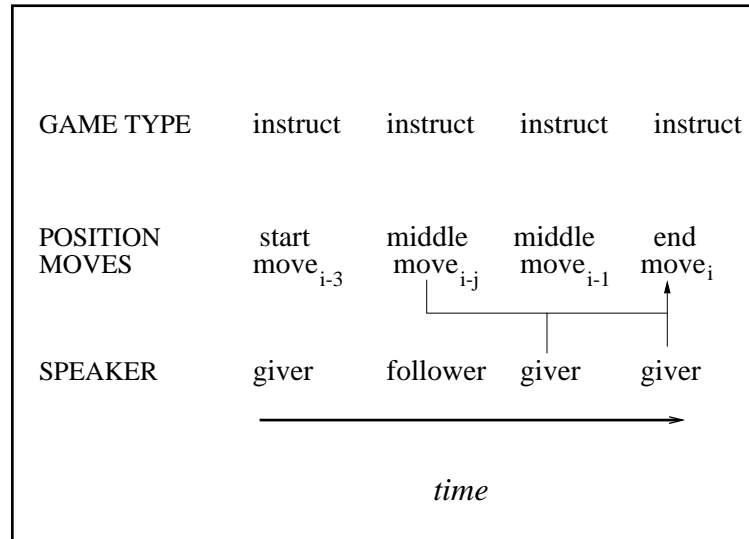 GAME TYPE instruct instruct instruct instruct
POSITION start middle middle end
MOVES move_{i-3} move_{i-j} move_{i-1} move_i
SPEAKER giver follower giver giver
time